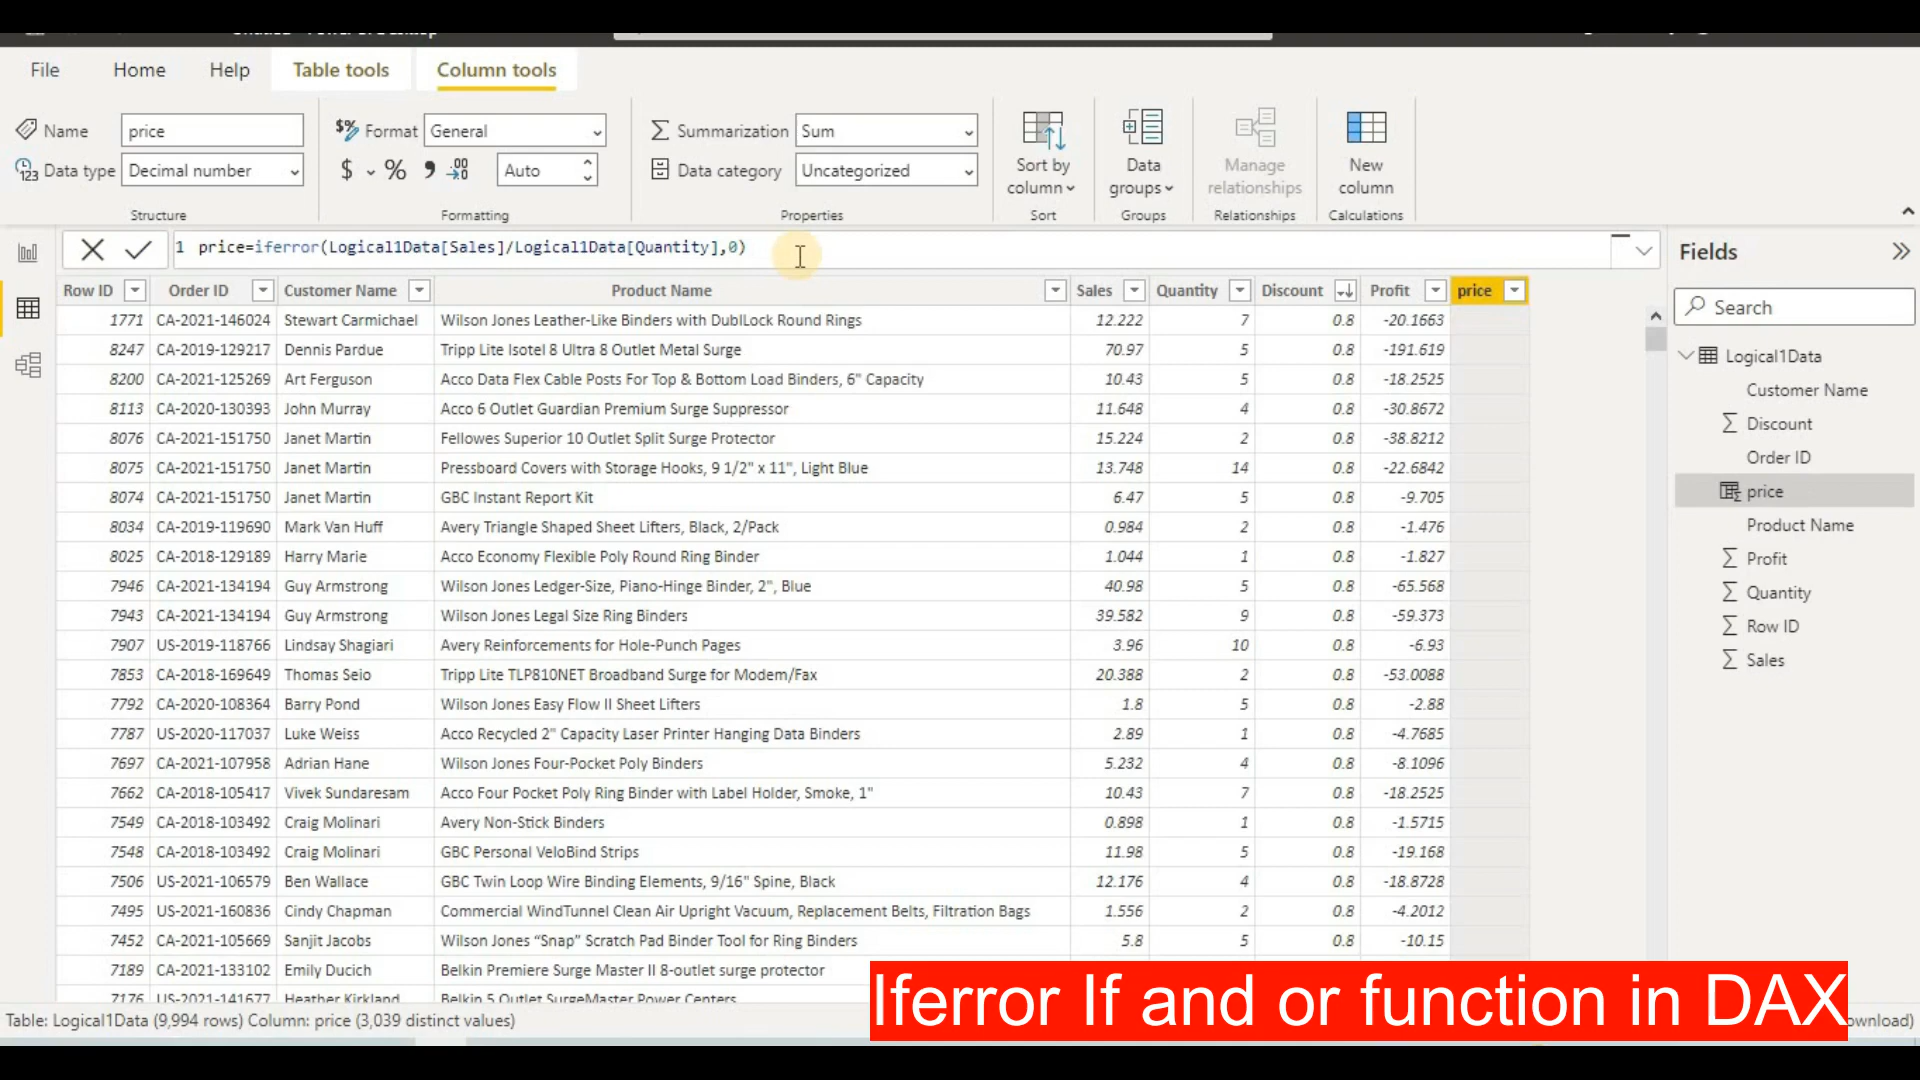 File Home Help Table tools Column tools
Name price Format General Summarization Sum Sort by column Data groups Manage relationships New column
Data type Decimal number $ % 9 .00 Auto Data category Uncategorized
Structure Formatting Properties Sort Groups Relationships Calculations
1 price=iferror(Logical1Data[Sales]/Logical1Data[Quantity],0)
Row ID Order ID Customer Name Product Name Sales Quantity Discount Profit price
1771 CA-2021-146024 Stewart Carmichael Wilson Jones Leather-Like Binders with DublLock Round Rings 12.222 7 0.8 -20.1663
8247 CA-2019-129217 Dennis Pardue Tripp Lite Isotel 8 Ultra 8 Outlet Metal Surge 70.97 5 0.8 -191.619
8200 CA-2021-125269 Art Ferguson Acco Data Flex Cable Posts For Top & Bottom Load Binders, 6" Capacity 10.43 5 0.8 -18.2525
8113 CA-2020-130393 John Murray Acco 6 Outlet Guardian Premium Surge Suppressor 11.648 4 0.8 -30.8672
8076 CA-2021-151750 Janet Martin Fellowes Superior 10 Outlet Split Surge Protector 15.224 2 0.8 -38.8212
8075 CA-2021-151750 Janet Martin Pressboard Covers with Storage Hooks, 9 1/2" x 11", Light Blue 13.748 14 0.8 -22.6842
8074 CA-2021-151750 Janet Martin GBC Instant Report Kit 6.47 5 0.8 -9.705
8034 CA-2019-119690 Mark Van Huff Avery Triangle Shaped Sheet Lifters, Black, 2/Pack 0.984 2 0.8 -1.476
8025 CA-2018-129189 Harry Marie Acco Economy Flexible Poly Round Ring Binder 1.044 1 0.8 -1.827
7946 CA-2021-134194 Guy Armstrong Wilson Jones Ledger-Size, Piano-Hinge Binder, 2", Blue 40.98 5 0.8 -65.568
7943 CA-2021-134194 Guy Armstrong Wilson Jones Legal Size Ring Binders 39.582 9 0.8 -59.373
7907 US-2019-118766 Lindsay Shagiari Avery Reinforcements for Hole-Punch Pages 3.96 10 0.8 -6.93
7853 CA-2018-169649 Thomas Seio Tripp Lite TLP810NET Broadband Surge for Modem/Fax 20.388 2 0.8 -53.0088
7792 CA-2020-108364 Barry Pond Wilson Jones Easy Flow II Sheet Lifters 1.8 5 0.8 -2.88
7787 US-2020-117037 Luke Weiss Acco Recycled 2" Capacity Laser Printer Hanging Data Binders 2.89 1 0.8 -4.7685
7697 CA-2021-107958 Adrian Hane Wilson Jones Four-Pocket Poly Binders 5.232 4 0.8 -8.1096
7662 CA-2018-105417 Vivek Sundaresam Acco Four Pocket Poly Ring Binder with Label Holder, Smoke, 1" 10.43 7 0.8 -18.2525
7549 CA-2018-103492 Craig Molinari Avery Non-Stick Binders 0.898 1 0.8 -1.5715
7548 CA-2018-103492 Craig Molinari GBC Personal VeloBind Strips 11.98 5 0.8 -19.168
7506 US-2021-106579 Ben Wallace GBC Twin Loop Wire Binding Elements, 9/16" Spine, Black 12.176 4 0.8 -18.8728
7495 US-2021-160836 Cindy Chapman Commercial WindTunnel Clean Air Upright Vacuum, Replacement Belts, Filtration Bags 1.556 2 0.8 -4.2012
7452 CA-2021-105669 Sanjit Jacobs Wilson Jones “Snap” Scratch Pad Binder Tool for Ring Binders 5.8 5 0.8 -10.15
7189 CA-2021-133102 Emily Ducich Belkin Premiere Surge Master II 8-outlet surge protector
7176 US-2021-141677 Heather Kirkland Belkin 5 Outlet SurgeMaster Power Centers
Table: Logical1Data (9,994 rows) Column: price (3,039 distinct values)
Fields
Search
Logical1Data
Customer Name
Discount
Order ID
price
Product Name
Profit
Quantity
Row ID
Sales
Iferror If and or function in DAX
ownload)